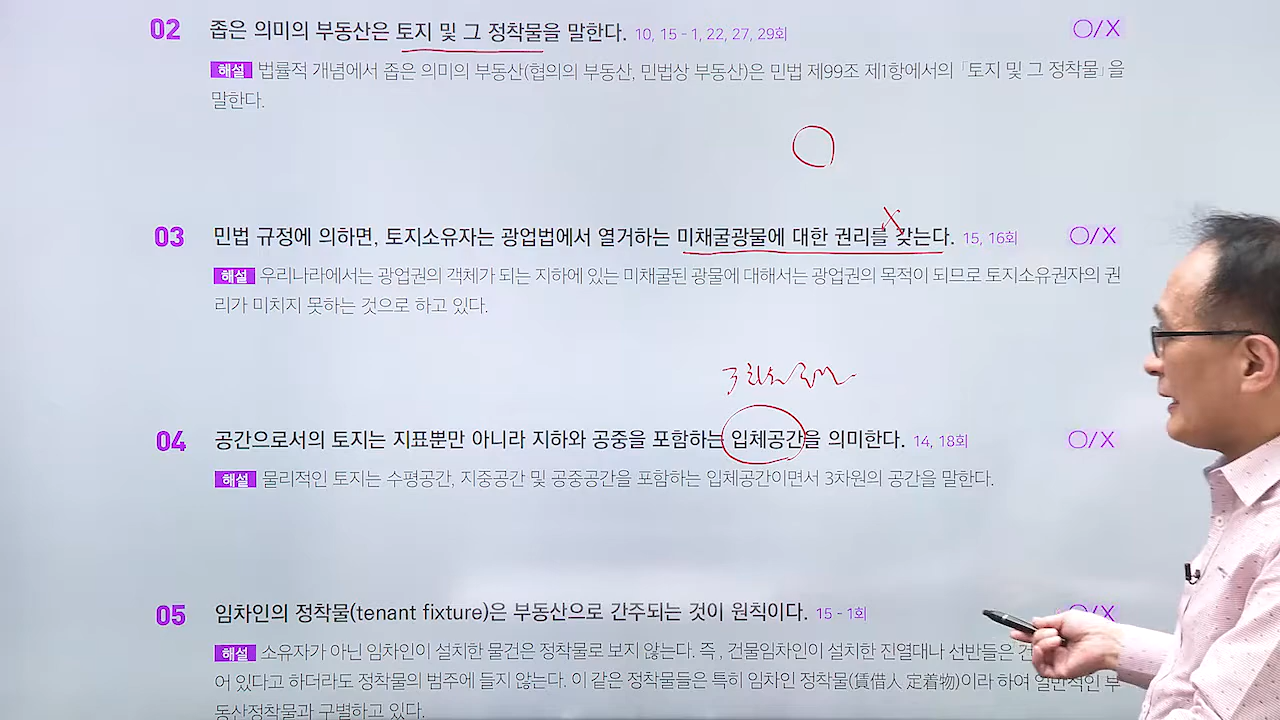 02 좁은 의미의 부동산은 토지 및 그 정착물을 말한다. 10, 15 - 1, 22, 27, 29회 O/X
해설 법률적 개념에서 좁은 의미의 부동산(협의의 부동산, 민법상 부동산)은 민법 제99조 제1항에서의 「토지 및 그 정착물」을
말한다.
X
03 민법 규정에 의하면, 토지소유자는 광업법에서 열거하는 미채굴광물에 대한 권리를 갖는다. 15, 16회 O/X
해설 우리나라에서는 광업권의 객체가 되는 지하에 있는 미채굴된 광물에 대해서는 광업권의 목적이 되므로 토지소유권자의 권
리가 미치지 못하는 것으로 하고 있다.
04 공간으로서의 토지는 지표뿐만 아니라 지하와 공중을 포함하는 입체공간을 의미한다. 14, 18회 O/X
해설 물리적인 토지는 수평공간, 지중공간 및 공중공간을 포함하는 입체공간이면서 3차원의 공간을 말한다.
05 임차인의 정착물(tenant fixture)은 부동산으로 간주되는 것이 원칙이다. 15 - 1회 O/X
해설 소유자가 아닌 임차인이 설치한 물건은 정착물로 보지 않는다. 즉, 건물임차인이 설치한 진열대나 선반들은
어 있다고 하더라도 정착물의 범주에 들지 않는다. 이 같은 정착물들은 특히 임차인 정착물(賃借人 定着物)이라 하여 일반적인 부
동산정착물과 구별하고 있다.